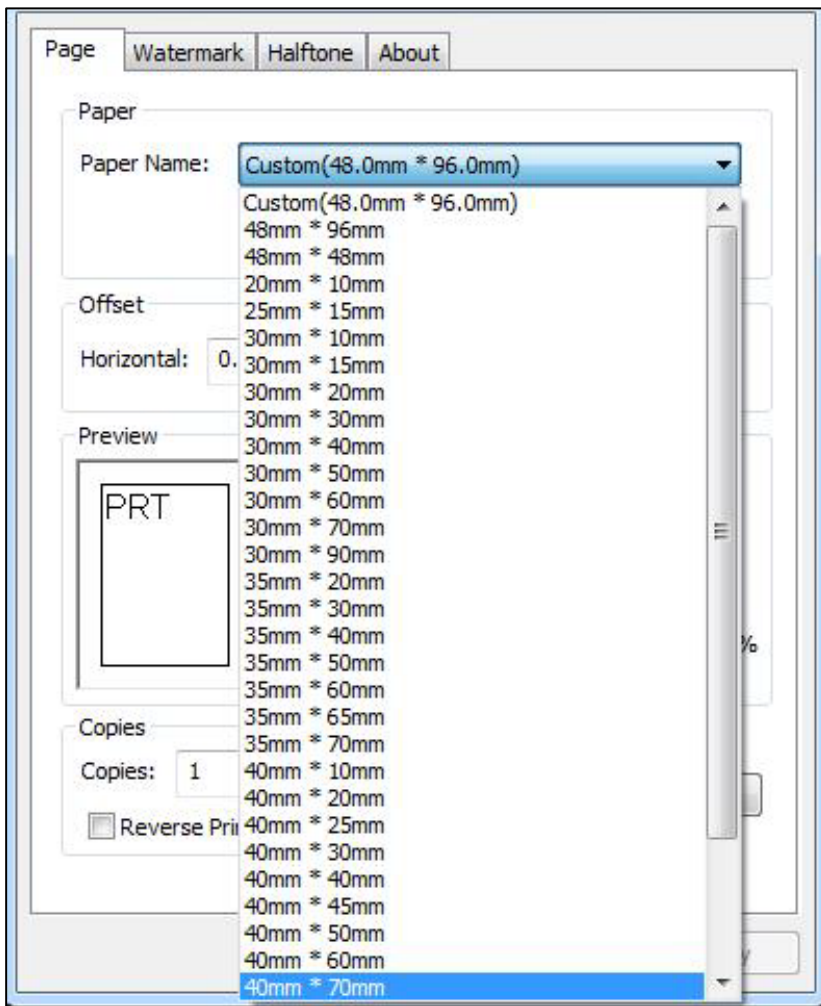 Page Watermark Halftone About
Paper
Paper Name: Custom(48.0mm * 96.0mm)
Custom(48.0mm * 96.0mm)
48mm * 96mm
48mm * 48mm
20mm * 10mm
Offset
25mm * 15mm
30mm * 10mm
Horizontal: 0. 30mm * 15mm
30mm * 20mm
30mm * 30mm
Preview
30mm * 40mm
30mm * 50mm
PRT
30mm * 60mm
30mm * 70mm
30mm * 90mm
35mm * 20mm
35mm * 30mm
35mm * 40mm
%
35mm * 50mm
35mm * 60mm
35mm * 65mm
Copies
35mm * 70mm
Copies: 1 40mm * 10mm
40mm * 20mm
Reverse Pri 40mm * 25mm
40mm * 30mm
40mm * 40mm
40mm * 45mm
40mm * 50mm
40mm * 60mm
40mm * 70mm